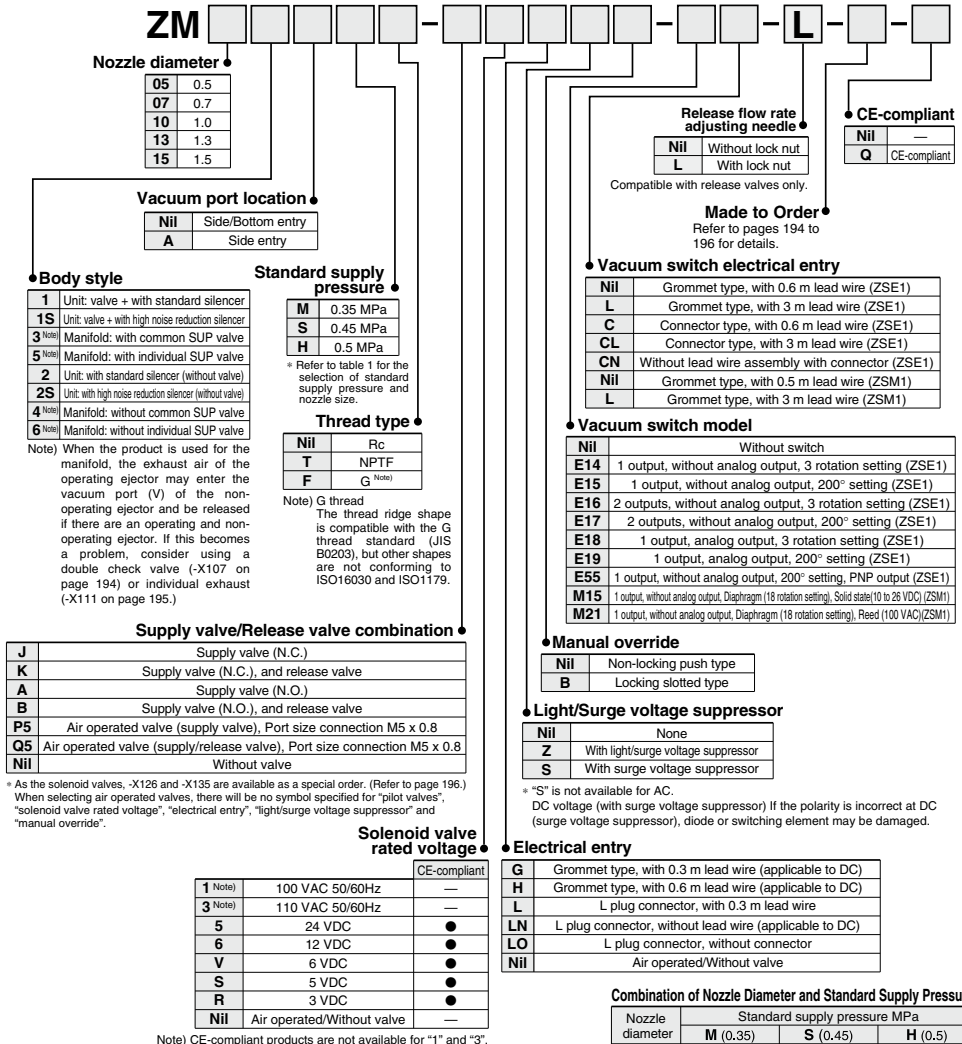 ZM - - - L - -
Nozzle diameter
05 0.5
07 0.7
10 1.0
13 1.3
15 1.5
Release flow rate
adjusting needle
Nil Without lock nut
L With lock nut
Compatible with release valves only.
CE-compliant
Nil —
Q CE-compliant
Vacuum port location
Nil Side/Bottom entry
A Side entry
Made to Order
Refer to pages 194 to
196 for details.
Body style
1 Unit: valve + with standard silencer
1S Unit: valve + with high noise reduction silencer
3 Note) Manifold: with common SUP valve
5 Note) Manifold: with individual SUP valve
2 Unit: with standard silencer (without valve)
2S Unit: with high noise reduction silencer (without valve)
4 Note) Manifold: without common SUP valve
6 Note) Manifold: without individual SUP valve
Note) When the product is used for the
manifold, the exhaust air of the
operating ejector may enter the
vacuum port (V) of the non-
operating ejector and be released
if there are an operating and non-
operating ejector. If this becomes
a problem, consider using a
double check valve (-X107 on
page 194) or individual exhaust
(-X111 on page 195.)
Standard supply
pressure
M 0.35 MPa
S 0.45 MPa
H 0.5 MPa
* Refer to table 1 for the
selection of standard
supply pressure and
nozzle size.
Thread type
Nil Rc
T NPTF
F G Note)
Note) G thread
The thread ridge shape
is compatible with the G
thread standard (JIS
B0203), but other shapes
are not conforming to
ISO16030 and ISO1179.
Vacuum switch electrical entry
Nil Grommet type, with 0.6 m lead wire (ZSE1)
L Grommet type, with 3 m lead wire (ZSE1)
C Connector type, with 0.6 m lead wire (ZSE1)
CL Connector type, with 3 m lead wire (ZSE1)
CN Without lead wire assembly with connector (ZSE1)
Nil Grommet type, with 0.5 m lead wire (ZSM1)
L Grommet type, with 3 m lead wire (ZSM1)
Vacuum switch model
Nil Without switch
E14 1 output, without analog output, 3 rotation setting (ZSE1)
E15 1 output, without analog output, 200° setting (ZSE1)
E16 2 outputs, without analog output, 3 rotation setting (ZSE1)
E17 2 outputs, without analog output, 200° setting (ZSE1)
E18 1 output, analog output, 3 rotation setting (ZSE1)
E19 1 output, analog output, 200° setting (ZSE1)
E55 1 output, without analog output, 200° setting, PNP output (ZSE1)
M15 1 output, without analog output, Diaphragm (18 rotation setting), Solid state(10 to 26 VDC) (ZSM1)
M21 1 output, without analog output, Diaphragm (18 rotation setting), Reed (100 VAC)(ZSM1)
Supply valve/Release valve combination
J Supply valve (N.C.)
K Supply valve (N.C.), and release valve
A Supply valve (N.O.)
B Supply valve (N.O.), and release valve
P5 Air operated valve (supply valve), Port size connection M5 x 0.8
Q5 Air operated valve (supply/release valve), Port size connection M5 x 0.8
Nil Without valve
* As the solenoid valves, -X126 and -X135 are available as a special order. (Refer to page 196.)
When selecting air operated valves, there will be no symbol specified for “pilot valves”,
“solenoid valve rated voltage”, “electrical entry”, “light/surge voltage suppressor” and
“manual override”.
Manual override
Nil Non-locking push type
B Locking slotted type
Light/Surge voltage suppressor
Nil None
Z With light/surge voltage suppressor
S With surge voltage suppressor
* “S” is not available for AC.
DC voltage (with surge voltage suppressor) If the polarity is incorrect at DC
(surge voltage suppressor), diode or switching element may be damaged.
Solenoid valve
rated voltage
CE-compliant
1 Note) 100 VAC 50/60Hz —
3 Note) 110 VAC 50/60Hz —
5 24 VDC ●
6 12 VDC ●
V 6 VDC ●
S 5 VDC ●
R 3 VDC ●
Nil Air operated/Without valve —
Note) CE-compliant products are not available for “1” and “3”.
Electrical entry
G Grommet type, with 0.3 m lead wire (applicable to DC)
H Grommet type, with 0.6 m lead wire (applicable to DC)
L L plug connector, with 0.3 m lead wire
LN L plug connector, without lead wire (applicable to DC)
LO L plug connector, without connector
Nil Air operated/Without valve
Combination of Nozzle Diameter and Standard Supply Pressu
Nozzle
diameter
Standard supply pressure MPa
M (0.35) S (0.45) H (0.5)